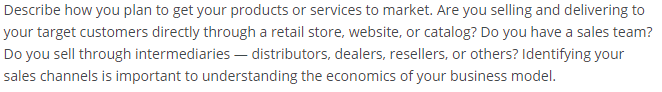 Describe how you plan to get your products or services to market. Are you selling and delivering to
your target customers directly through a retail store, website, or catalog? Do you have a sales team?
Do you sell through intermediaries — distributors, dealers, resellers, or others? Identifying your
sales channels is important to understanding the economics of your business model.